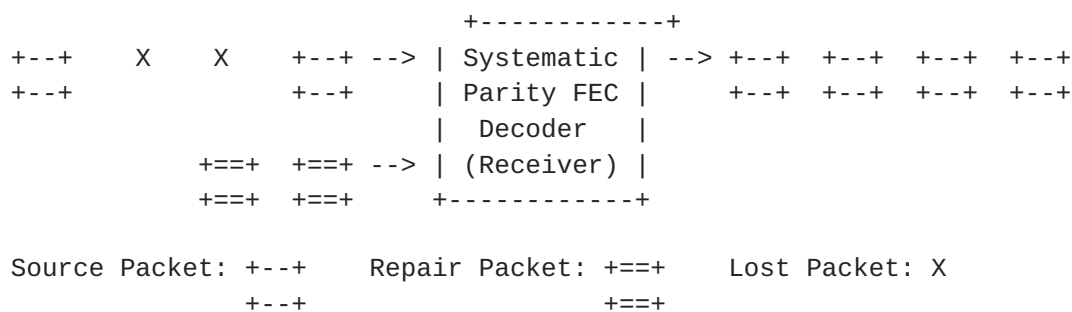 +------------+
+--+    X    X    +--+ --> | Systematic | --> +--+  +--+  +--+  +--+
+--+              +--+     | Parity FEC |     +--+  +--+  +--+  +--+
                           |  Decoder   |
            +==+  +==+ --> | (Receiver) |
            +==+  +==+     +------------+
Source Packet: +--+    Repair Packet: +==+    Lost Packet: X
               +--+                   +==+